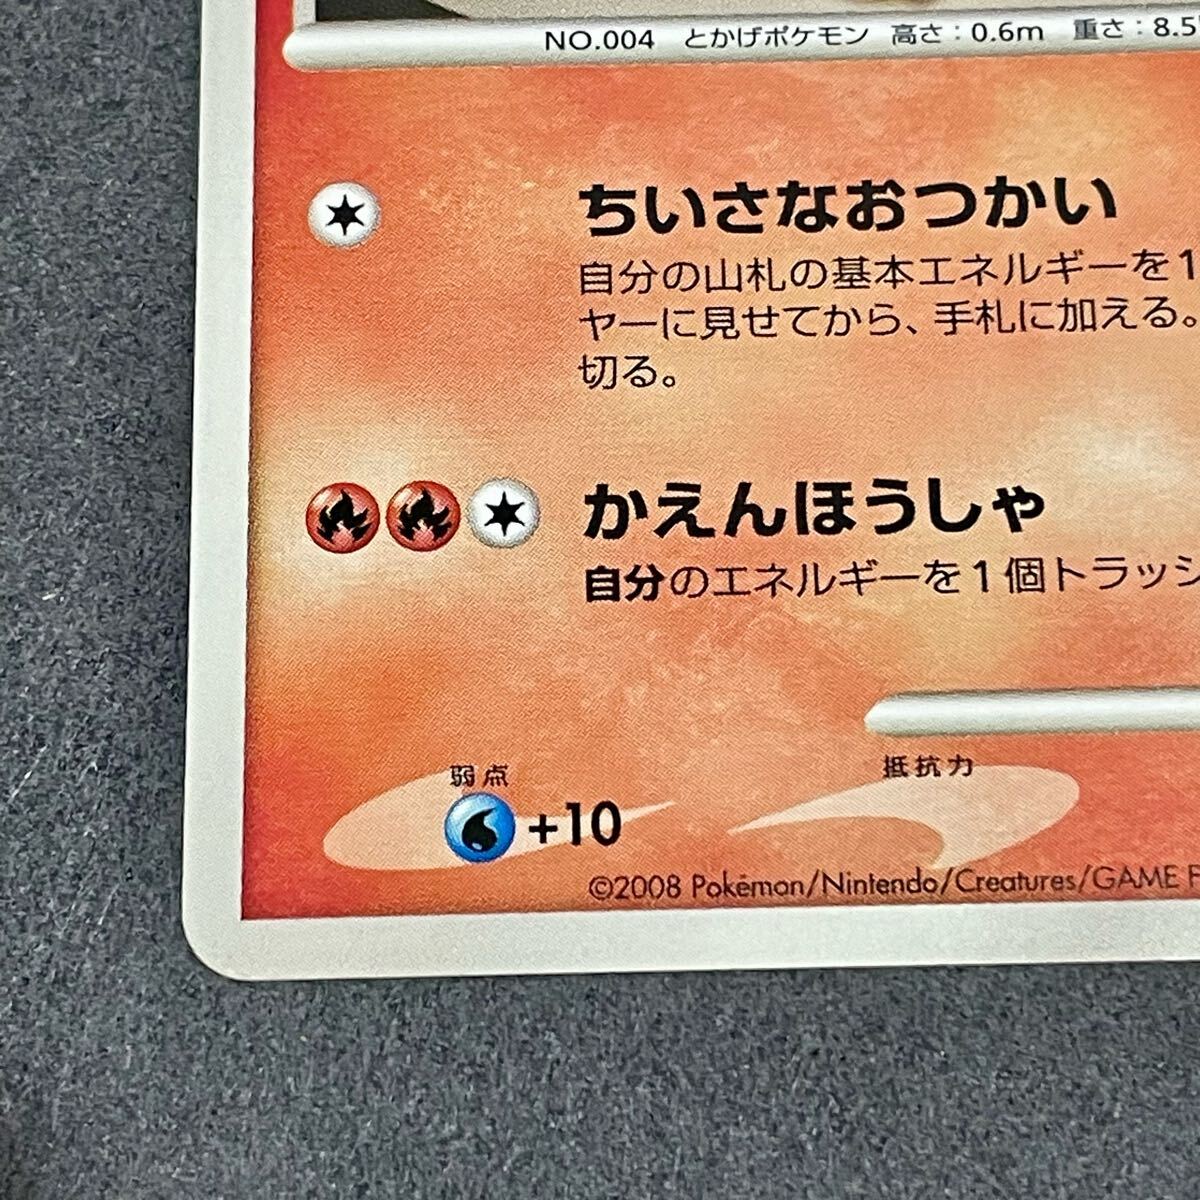 NO.004 とかげポケモン 高さ:0.6m 重さ:8.5
ちいさなおつかい
自分の山札の基本エネルギーを1
ヤーに見せてから、手札に加える。
切る。
かえんほうしゃ
自分のエネルギーを1個トラッシ
弱点 抵抗力
+10
©2008 Pokémon/Nintendo/Creatures/GAME F